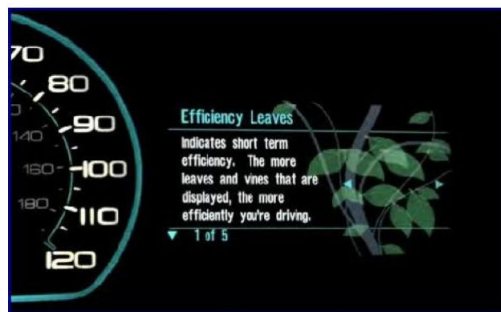 70
80
90
100
110
120
140
160
180
Efficiency Leaves
Indicates short term
efficiency. The more
leaves and vines that are
displayed, the more
efficiently you're driving.
1 of 5